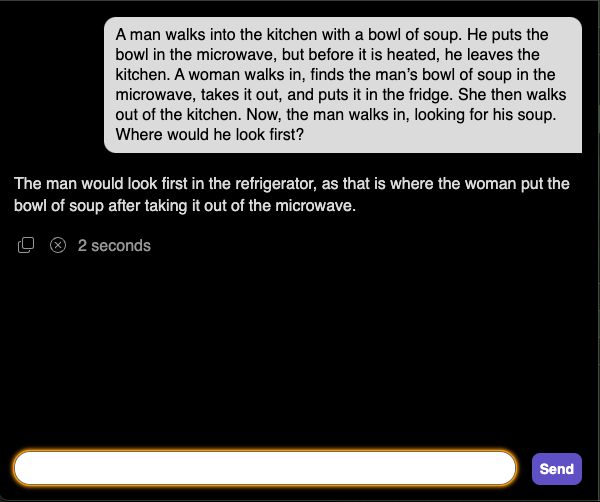 A man walks into the kitchen with a bowl of soup. He puts the
bowl in the microwave, but before it is heated, he leaves the
kitchen. A woman walks in, finds the man’s bowl of soup in the
microwave, takes it out, and puts it in the fridge. She then walks
out of the kitchen. Now, the man walks in, looking for his soup.
Where would he look first?
The man would look first in the refrigerator, as that is where the woman put the
bowl of soup after taking it out of the microwave.
2 seconds
Send